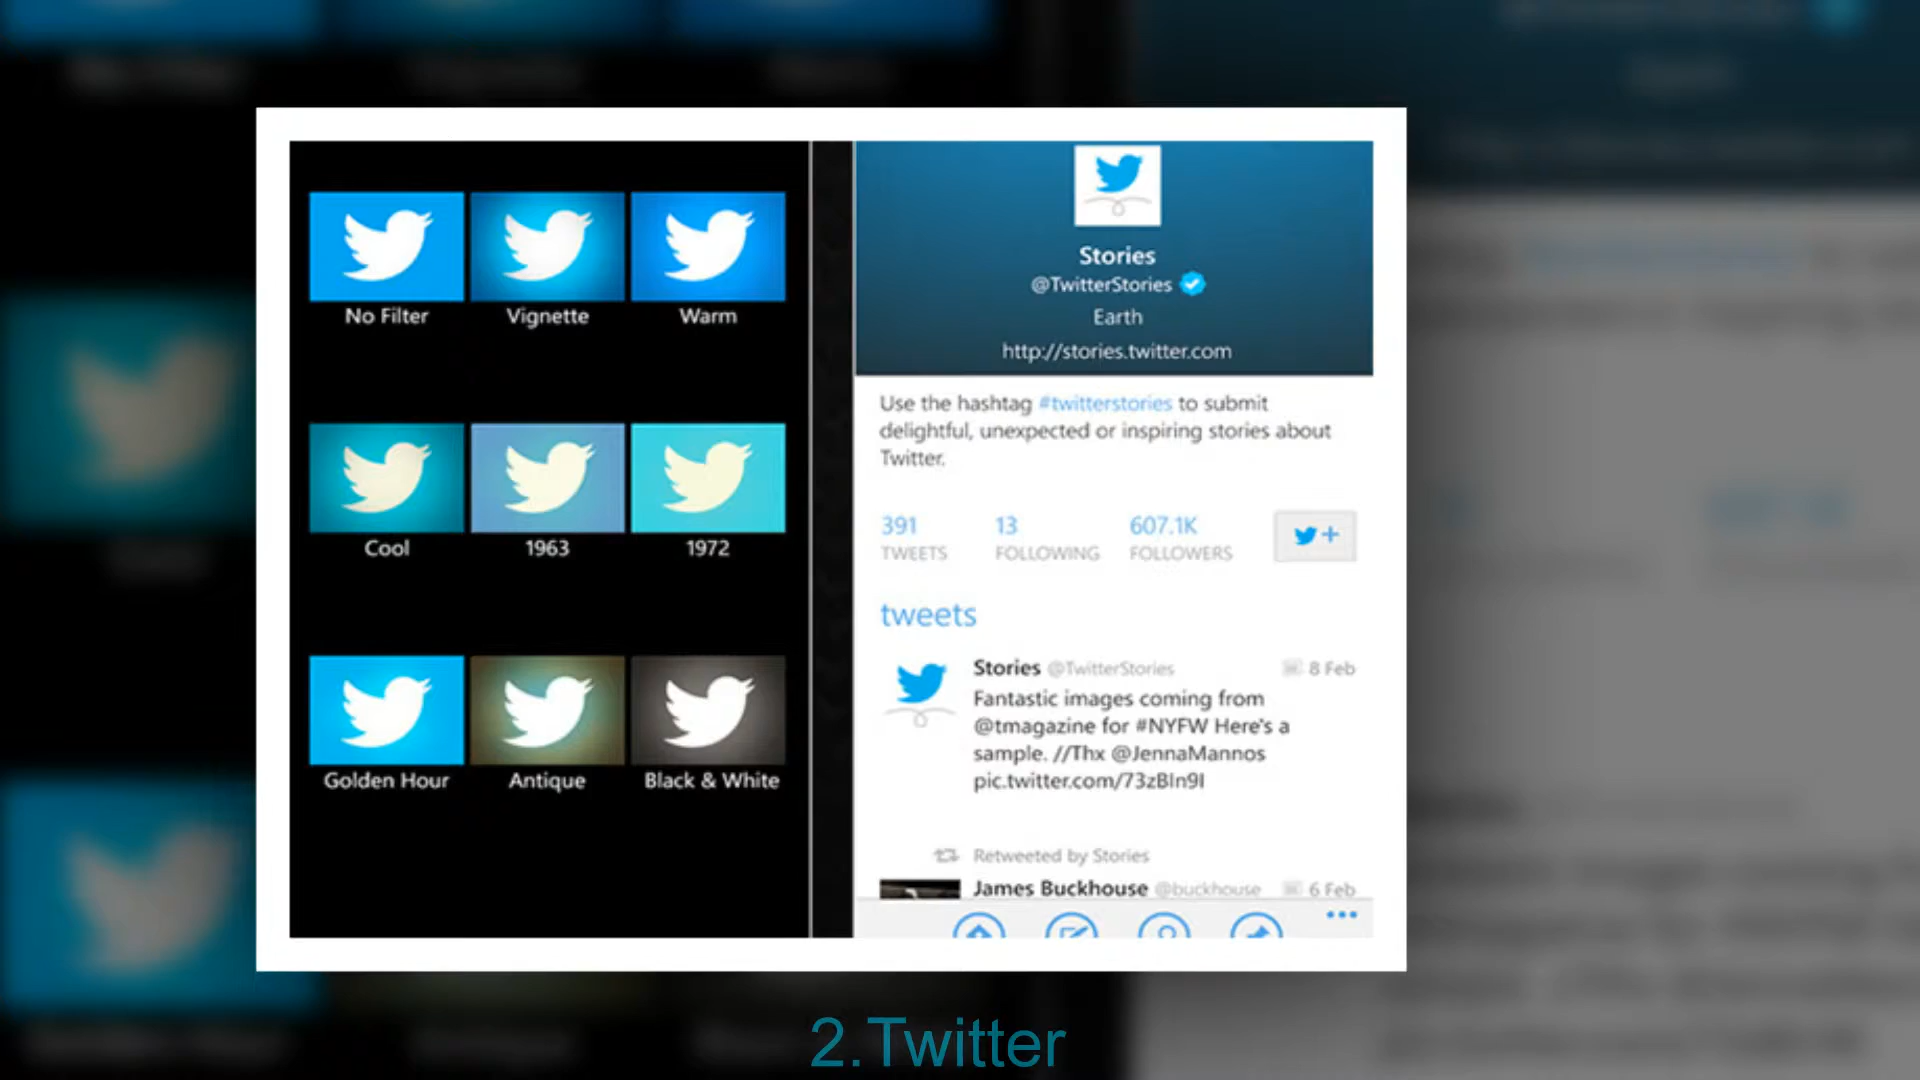 No Filter
Vignette
Warm
Cool
1963
1972
Golden Hour
Antique
Black & White
Stories
@TwitterStories
Earth
http://stories.twitter.com
Use the hashtag #twitterstories to submit
delightful, unexpected or inspiring stories about
Twitter.
391
TWEETS
13
FOLLOWING
607.1K
FOLLOWERS
tweets
Stories @TwitterStories 8 Feb
Fantastic images coming from
@tmagazine for #NYFW Here's a
sample. //Thx @JennaMannos
pic.twitter.com/73zBIn9I
Retweeted by Stories
James Buckhouse @buckhouse 6 Feb
2.Twitter